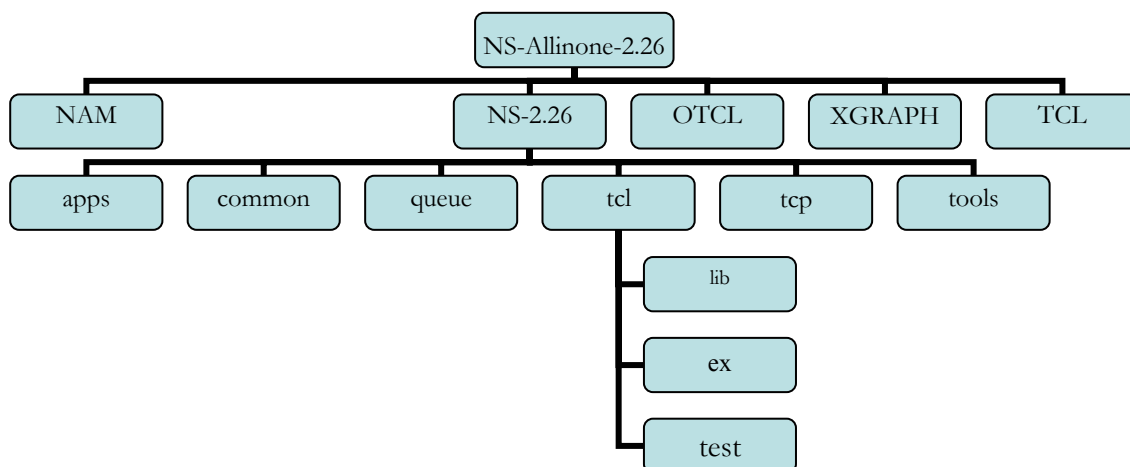 NS-Allinone-2.26
NAM
NS-2.26
OTCL
XGRAPH
TCL
apps
common
queue
tcl
tcp
tools
lib
ex
test